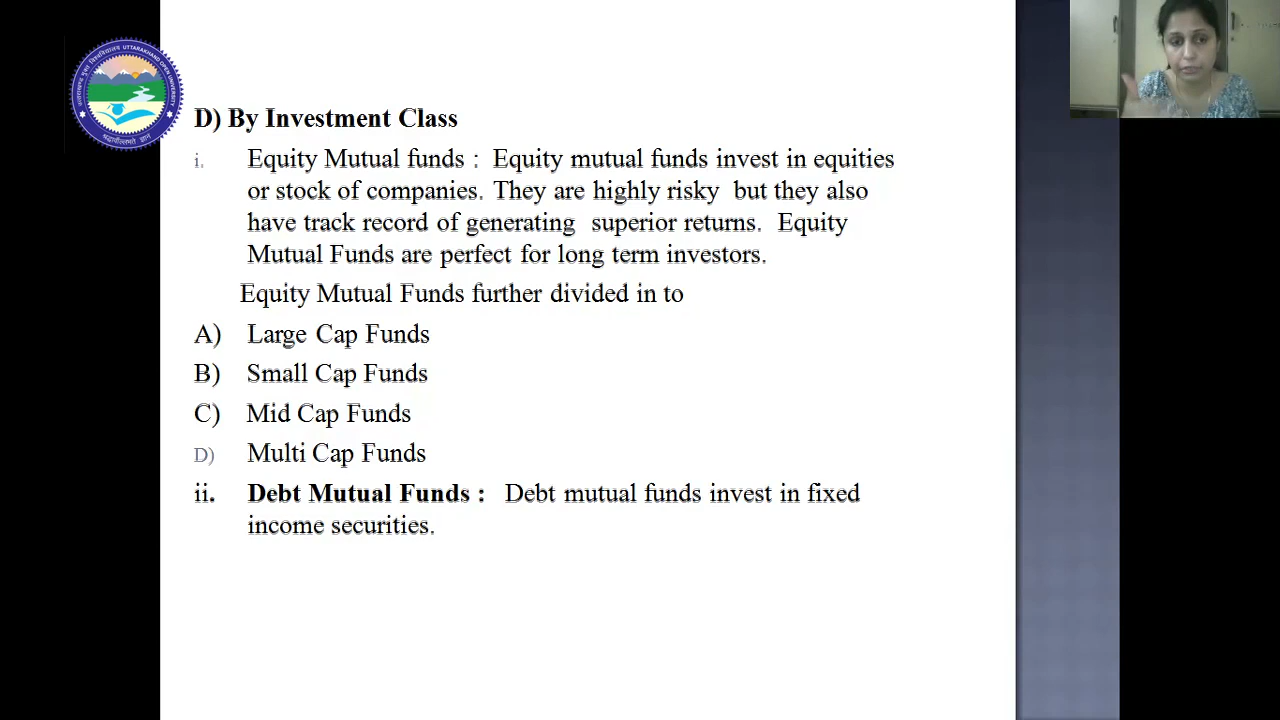 UTTARAKHAND OPEN UNIVERSITY
D) By Investment Class
i. Equity Mutual funds : Equity mutual funds invest in equities
or stock of companies. They are highly risky but they also
have track record of generating superior returns. Equity
Mutual Funds are perfect for long term investors.
Equity Mutual Funds further divided in to
A) Large Cap Funds
B) Small Cap Funds
C) Mid Cap Funds
D) Multi Cap Funds
ii. Debt Mutual Funds : Debt mutual funds invest in fixed
income securities.